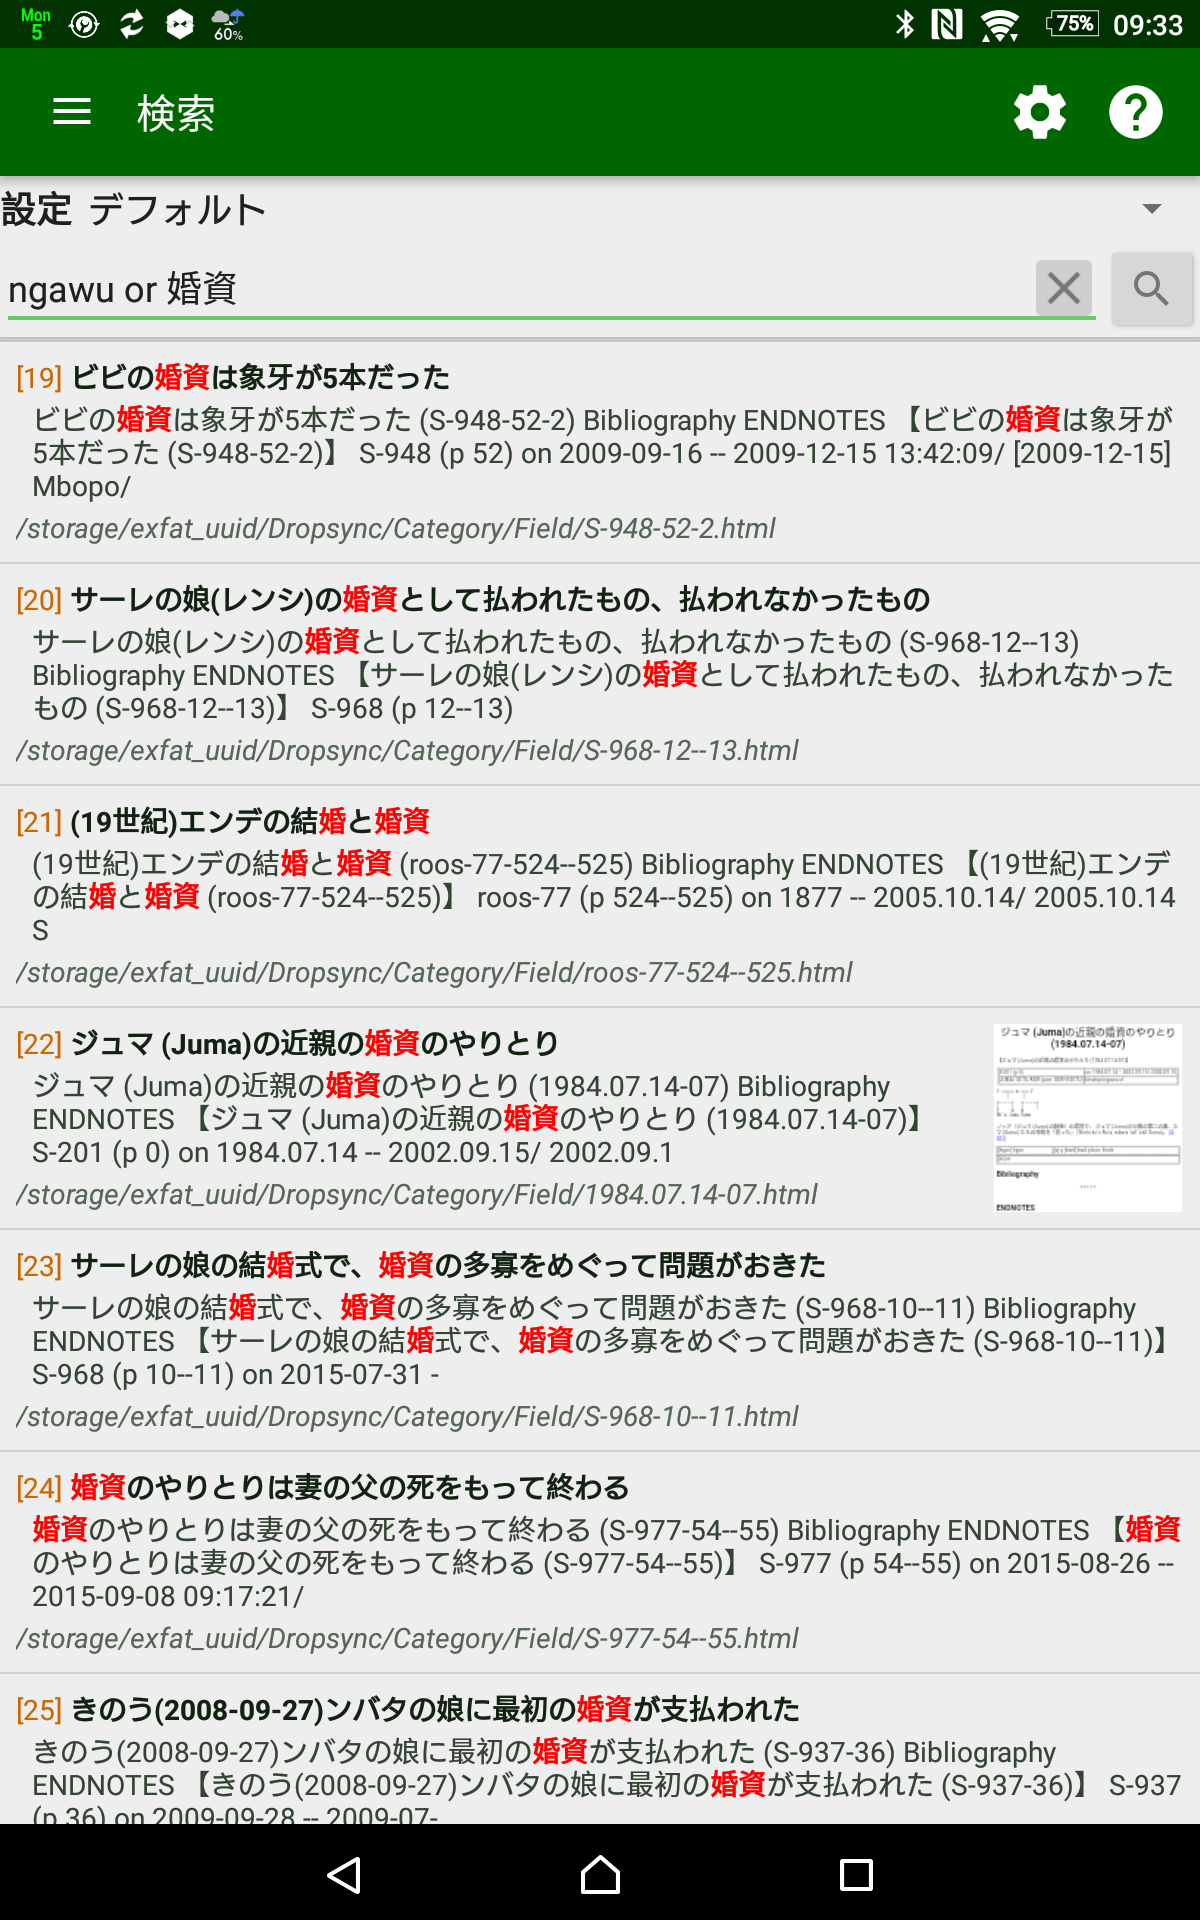 Mon
5
60%
75%
09:33
検索
設定 デフォルト
ngawu or 婚資
[19] ビビの婚資は象牙が5本だった
ビビの婚資は象牙が5本だった (S-948-52-2) Bibliography ENDNOTES 【ビビの婚資は象牙が
5本だった (S-948-52-2)】 S-948 (p 52) on 2009-09-16 -- 2009-12-15 13:42:09/ [2009-12-15]
Mbopo/
/storage/exfat_uuid/Dropsync/Category/Field/S-948-52-2.html
[20] サーレの娘(レンシ)の婚資として払われたもの、払われなかったもの
サーレの娘(レンシ)の婚資として払われたもの、払われなかったもの (S-968-12--13)
Bibliography ENDNOTES 【サーレの娘(レンシ)の婚資として払われたもの、払われなかった
もの (S-968-12--13)】 S-968 (p 12--13)
/storage/exfat_uuid/Dropsync/Category/Field/S-968-12--13.html
[21] (19世紀)エンデの結婚と婚資
(19世紀)エンデの結婚と婚資 (roos-77-524--525) Bibliography ENDNOTES 【(19世紀)エンデ
の結婚と婚資 (roos-77-524--525)】 roos-77 (p 524--525) on 1877 -- 2005.10.14/ 2005.10.14
S
/storage/exfat_uuid/Dropsync/Category/Field/roos-77-524--525.html
[22] ジュマ (Juma)の近親の婚資のやりとり
ジュマ (Juma)の近親の婚資のやりとり (1984.07.14-07) Bibliography
ENDNOTES 【ジュマ (Juma)の近親の婚資のやりとり (1984.07.14-07)】
S-201 (p 0) on 1984.07.14 -- 2002.09.15/ 2002.09.1
/storage/exfat_uuid/Dropsync/Category/Field/1984.07.14-07.html
ジュマ (Juma)の近親の婚資のやりとり
(1984.07.14-07)
Bibliography
ENDNOTES
[23] サーレの娘の結婚式で、婚資の多寡をめぐって問題がおきた
サーレの娘の結婚式で、婚資の多寡をめぐって問題がおきた (S-968-10--11) Bibliography
ENDNOTES 【サーレの娘の結婚式で、婚資の多寡をめぐって問題がおきた (S-968-10--11)】
S-968 (p 10--11) on 2015-07-31 -
/storage/exfat_uuid/Dropsync/Category/Field/S-968-10--11.html
[24] 婚資のやりとりは妻の父の死をもって終わる
婚資のやりとりは妻の父の死をもって終わる (S-977-54--55) Bibliography ENDNOTES 【婚資
のやりとりは妻の父の死をもって終わる (S-977-54--55)】 S-977 (p 54--55) on 2015-08-26 --
2015-09-08 09:17:21/
/storage/exfat_uuid/Dropsync/Category/Field/S-977-54--55.html
[25] きのう(2008-09-27)ンバタの娘に最初の婚資が支払われた
きのう(2008-09-27)ンバタの娘に最初の婚資が支払われた (S-937-36) Bibliography
ENDNOTES 【きのう(2008-09-27)ンバタの娘に最初の婚資が支払われた (S-937-36)】 S-937
(p 36) on 2009-09-28 -- 2009-07-